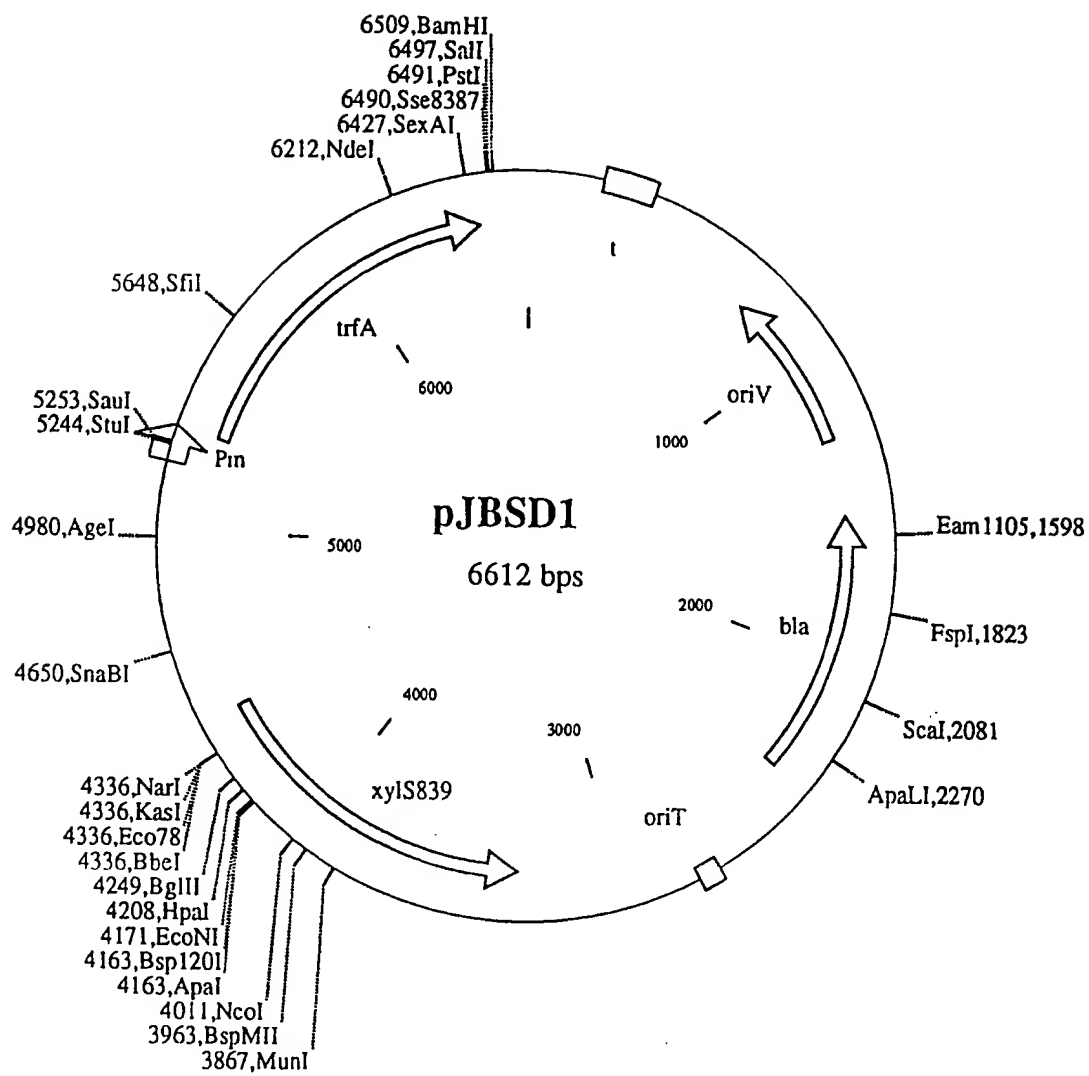 6509,BamHI
6497,SalI
6491,PstI
6490,Sse8387
6427,SexAI
6212,NdeI
t
5648,SfiI
trfA
1
6000
oriV
1000
5253,SauI
5244,StuI
Pm
pJBSD1
6612 bps
4980,AgeI
5000
Eam1105,1598
2000
bla
FspI,1823
4650,SnaBI
4000
3000
ScaI,2081
4336,NarI
xylS839
ApaLI,2270
4336,KasI
oriT
4336,Eco78
4336,BbeI
4249,BglII
4208,HpaI
4171,EcoNI
4163,Bsp120I
4163,ApaI
4011,NcoI
3963,BspMII
3867,MunI